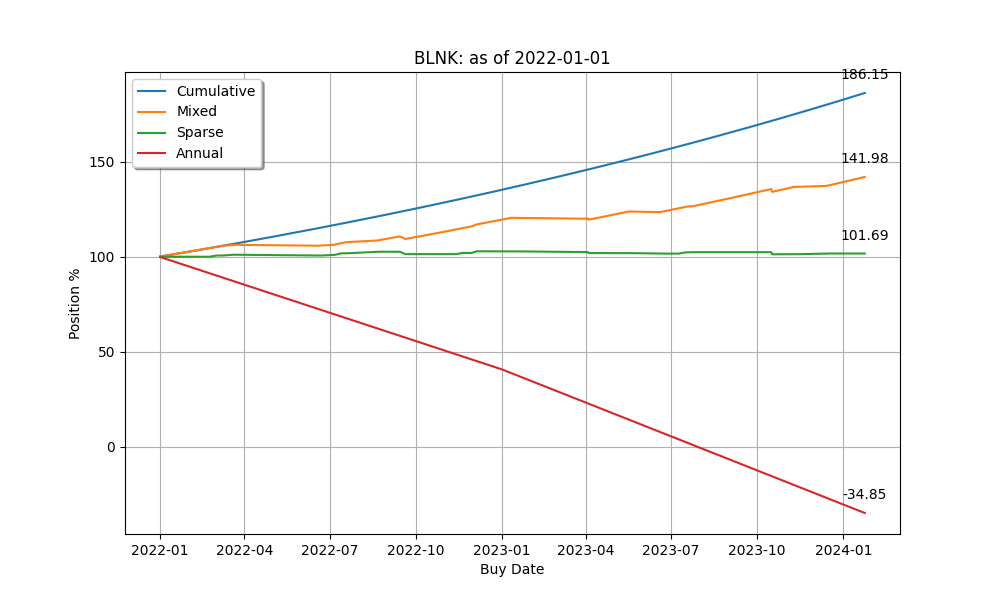 BLNK: as of 2022-01-01
Cumulative
Mixed
Sparse
Annual
186.15
141.98
101.69
-34.85
150
100
50
0
Position %
2022-01 2022-04 2022-07 2022-10 2023-01 2023-04 2023-07 2023-10 2024-01
Buy Date